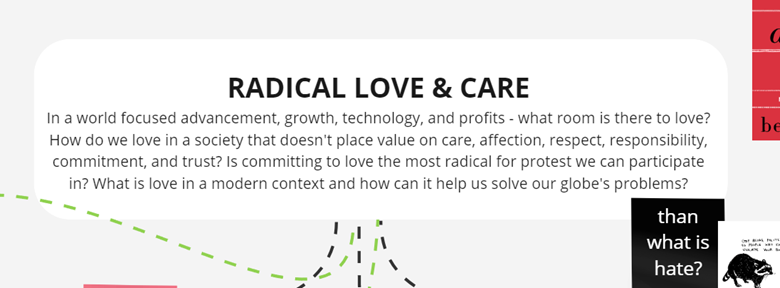 RADICAL LOVE & CARE
In a world focused advancement, growth, technology, and profits - what room is there to love?
How do we love in a society that doesn't place value on care, affection, respect, responsibility,
commitment, and trust? Is committing to love the most radical for protest we can participate
in? What is love in a modern context and how can it help us solve our globe's problems?
be
than
what is
hate?